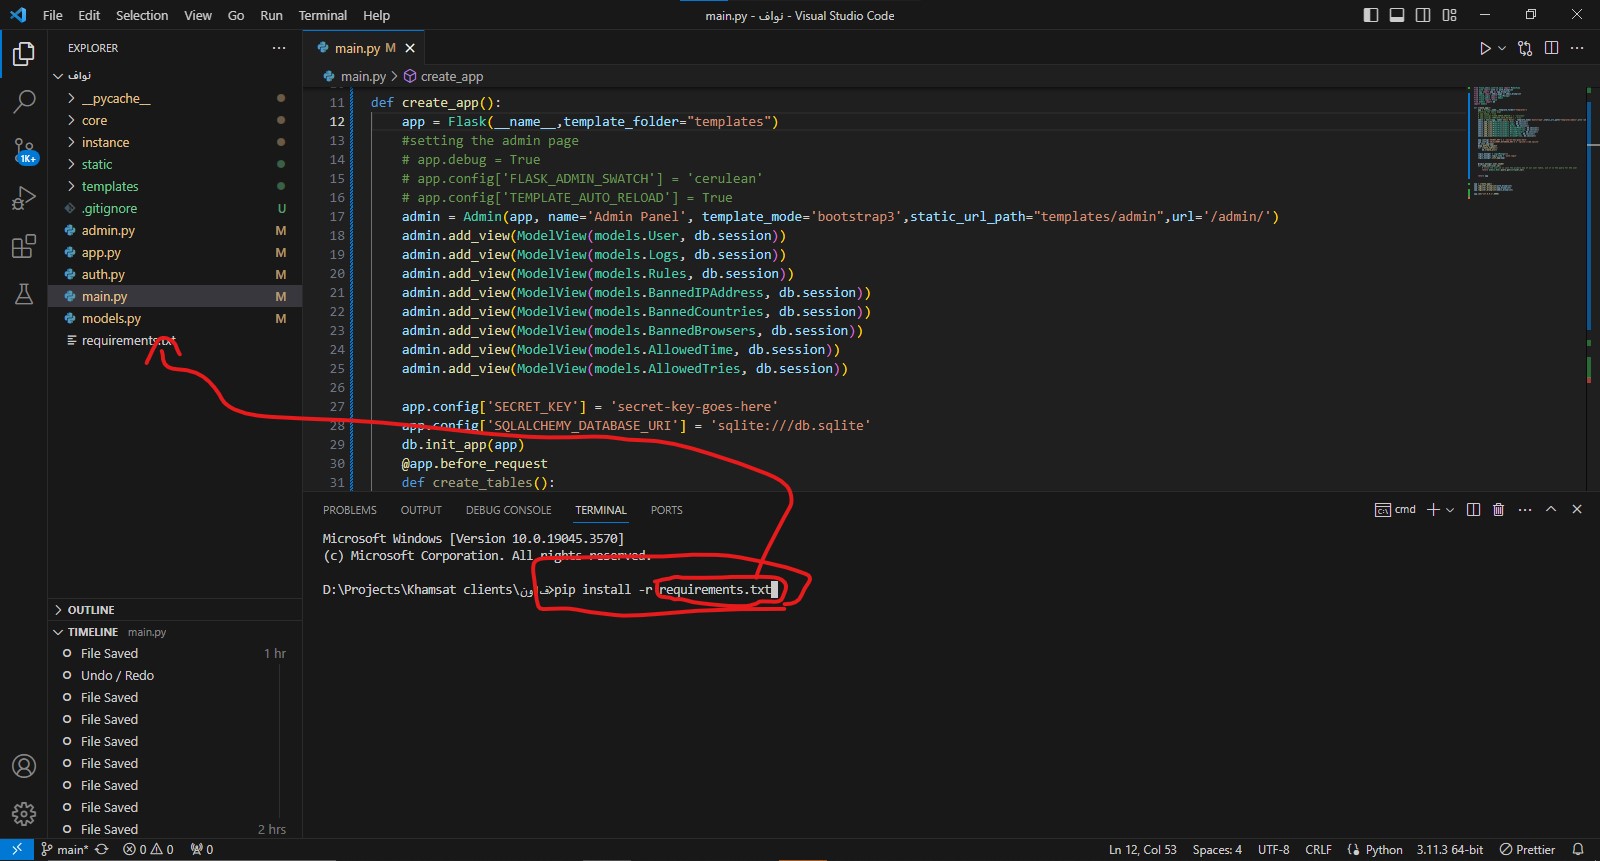 File Edit Selection View Go Run Terminal Help
main.py - نواف - Visual Studio Code
EXPLORER
نواف
__pycache__
core
instance
static
templates
.gitignore U
admin.py M
app.py M
auth.py M
main.py M
models.py M
requirements.txt
1K+
OUTLINE
TIMELINE main.py
File Saved 1 hr
Undo / Redo
File Saved
File Saved
File Saved
File Saved
File Saved
File Saved
File Saved 2 hrs
main.py M
main.py > create_app
11 def create_app():
12 app = Flask(__name__,template_folder="templates")
13 #setting the admin page
14 # app.debug = True
15 # app.config['FLASK_ADMIN_SWATCH'] = 'cerulean'
16 # app.config['TEMPLATE_AUTO_RELOAD'] = True
17 admin = Admin(app, name='Admin Panel', template_mode='bootstrap3',static_url_path="templates/admin",url='/admin/')
18 admin.add_view(ModelView(models.User, db.session))
19 admin.add_view(ModelView(models.Logs, db.session))
20 admin.add_view(ModelView(models.Rules, db.session))
21 admin.add_view(ModelView(models.BannedIPAddress, db.session))
22 admin.add_view(ModelView(models.BannedCountries, db.session))
23 admin.add_view(ModelView(models.BannedBrowsers, db.session))
24 admin.add_view(ModelView(models.AllowedTime, db.session))
25 admin.add_view(ModelView(models.AllowedTries, db.session))
26
27 app.config['SECRET_KEY'] = 'secret-key-goes-here'
28 app.config['SQLALCHEMY_DATABASE_URI'] = 'sqlite:///db.sqlite'
29 db.init_app(app)
30 @app.before_request
31 def create_tables():
PROBLEMS OUTPUT DEBUG CONSOLE TERMINAL PORTS
cmd
Microsoft Windows [Version 10.0.19045.3570]
(c) Microsoft Corporation. All rights reserved.
D:\Projects\Khamsat clients\نواف>pip install -r requirements.txt
main* 0 0 0
Ln 12, Col 53 Spaces: 4 UTF-8 CRLF Python 3.11.3 64-bit Prettier